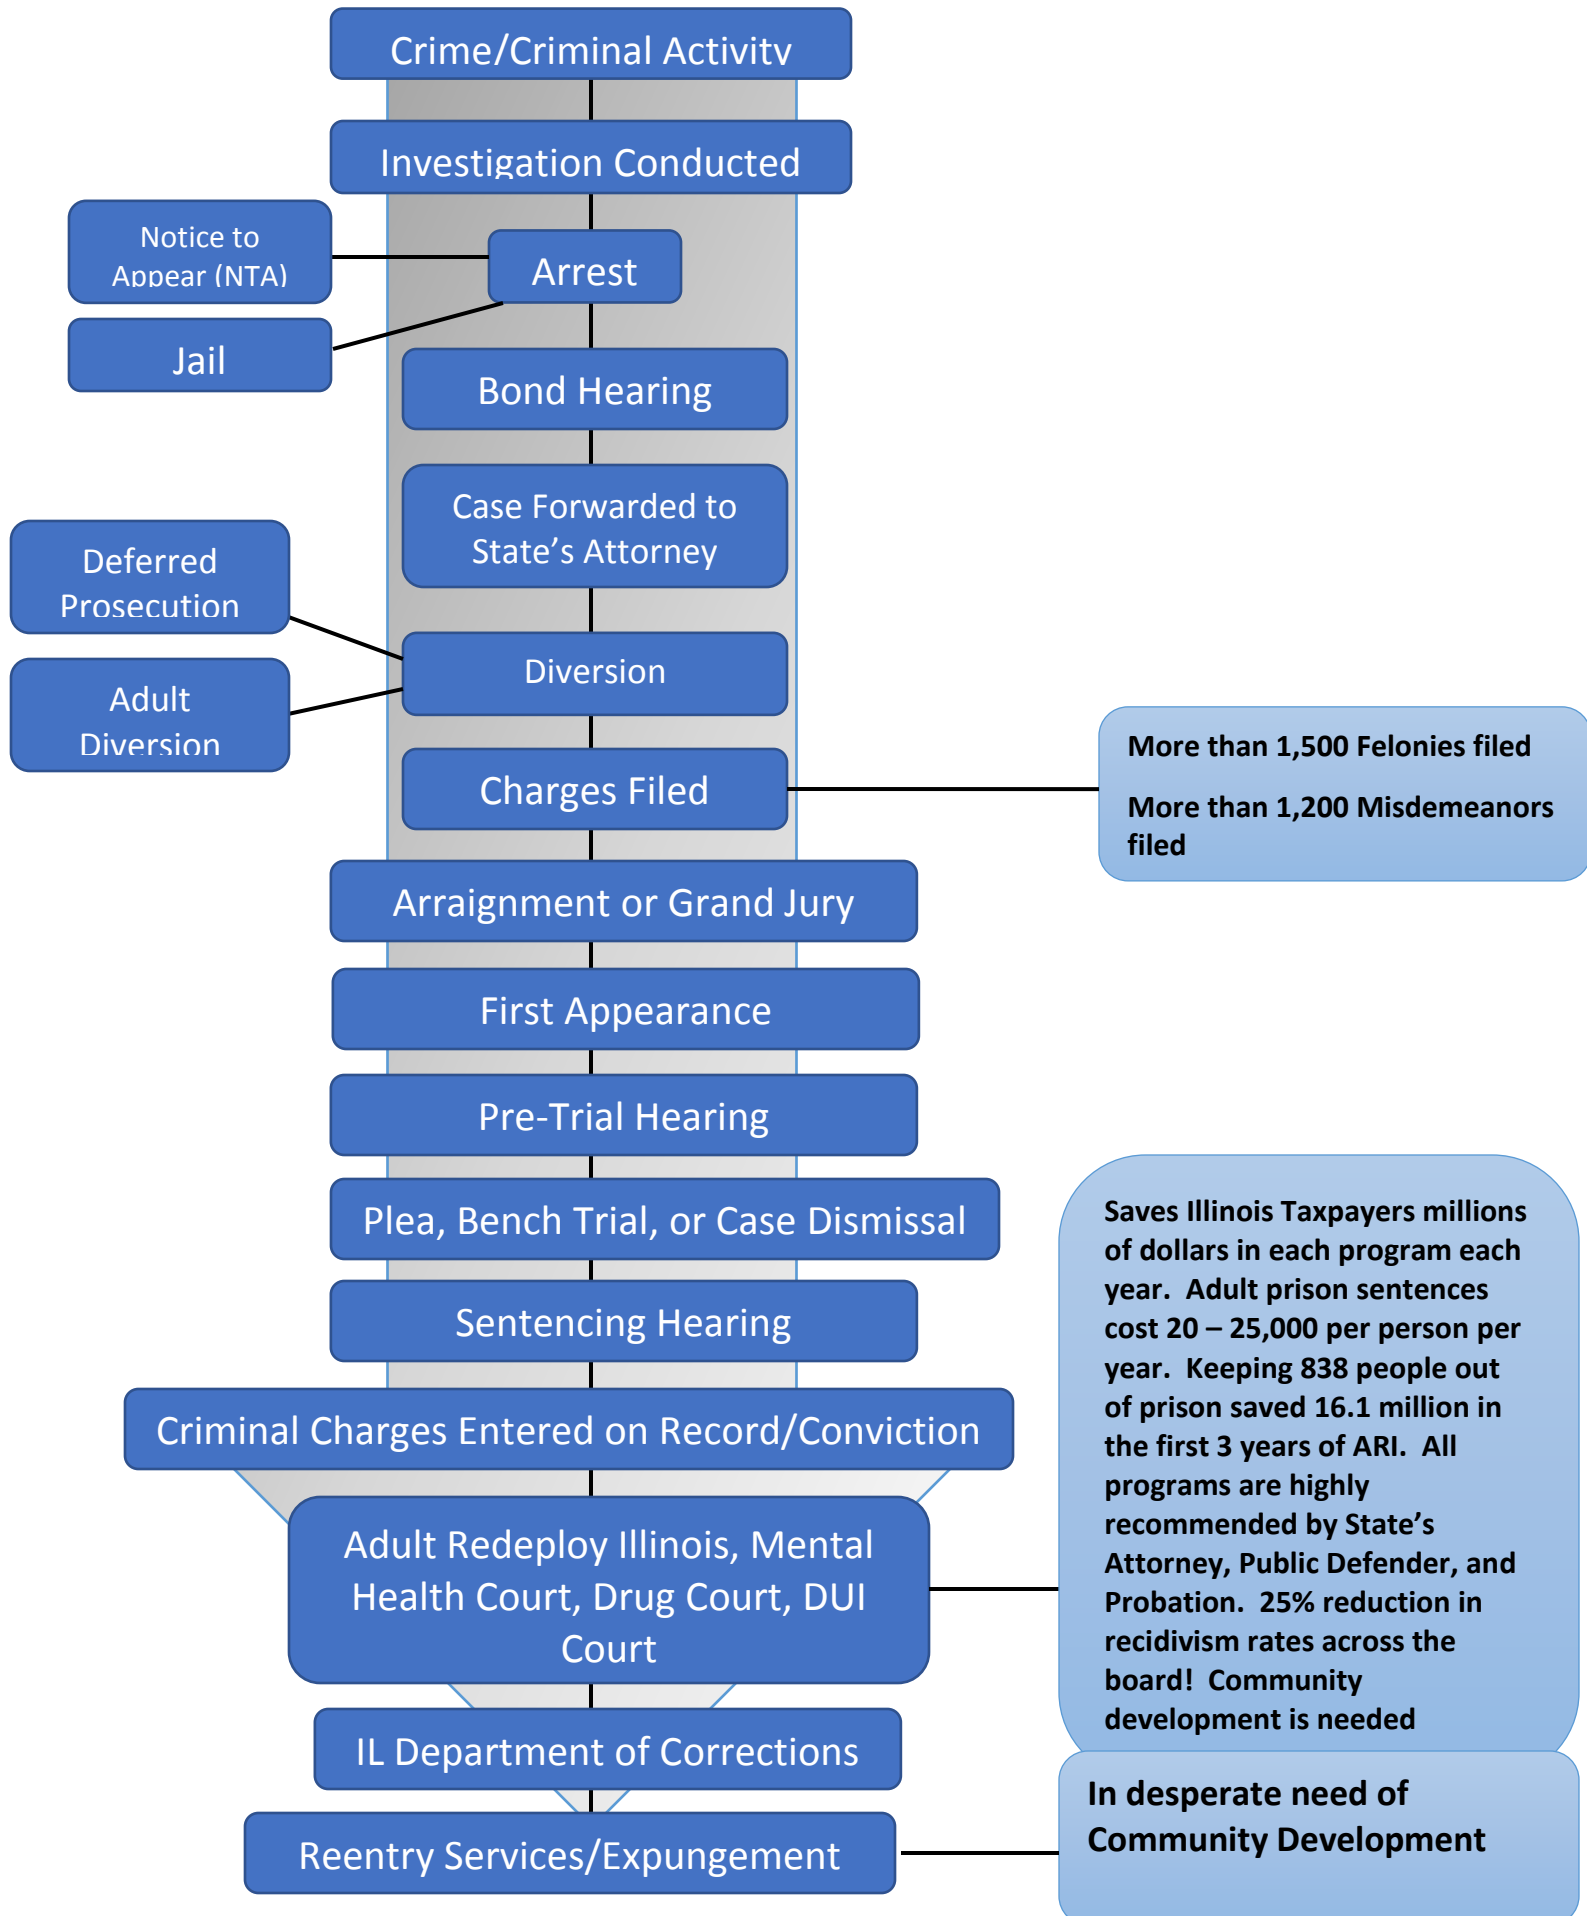 Crime/Criminal Activity
Investigation Conducted
Notice to
Appear (NTA)
Arrest
Jail
Bond Hearing
Case Forwarded to
State’s Attorney
Deferred
Prosecution
Diversion
Adult
Diversion
Charges Filed
More than 1,500 Felonies filed
More than 1,200 Misdemeanors
filed
Arraignment or Grand Jury
First Appearance
Pre-Trial Hearing
Plea, Bench Trial, or Case Dismissal
Sentencing Hearing
Criminal Charges Entered on Record/Conviction
Adult Redeploy Illinois, Mental
Health Court, Drug Court, DUI
Court
Saves Illinois Taxpayers millions
of dollars in each program each
year.  Adult prison sentences
cost 20 – 25,000 per person per
year.  Keeping 838 people out
of prison saved 16.1 million in
the first 3 years of ARI.  All
programs are highly
recommended by State’s
Attorney, Public Defender, and
Probation.  25% reduction in
recidivism rates across the
board!  Community
development is needed
IL Department of Corrections
In desperate need of
Community Development
Reentry Services/Expungement